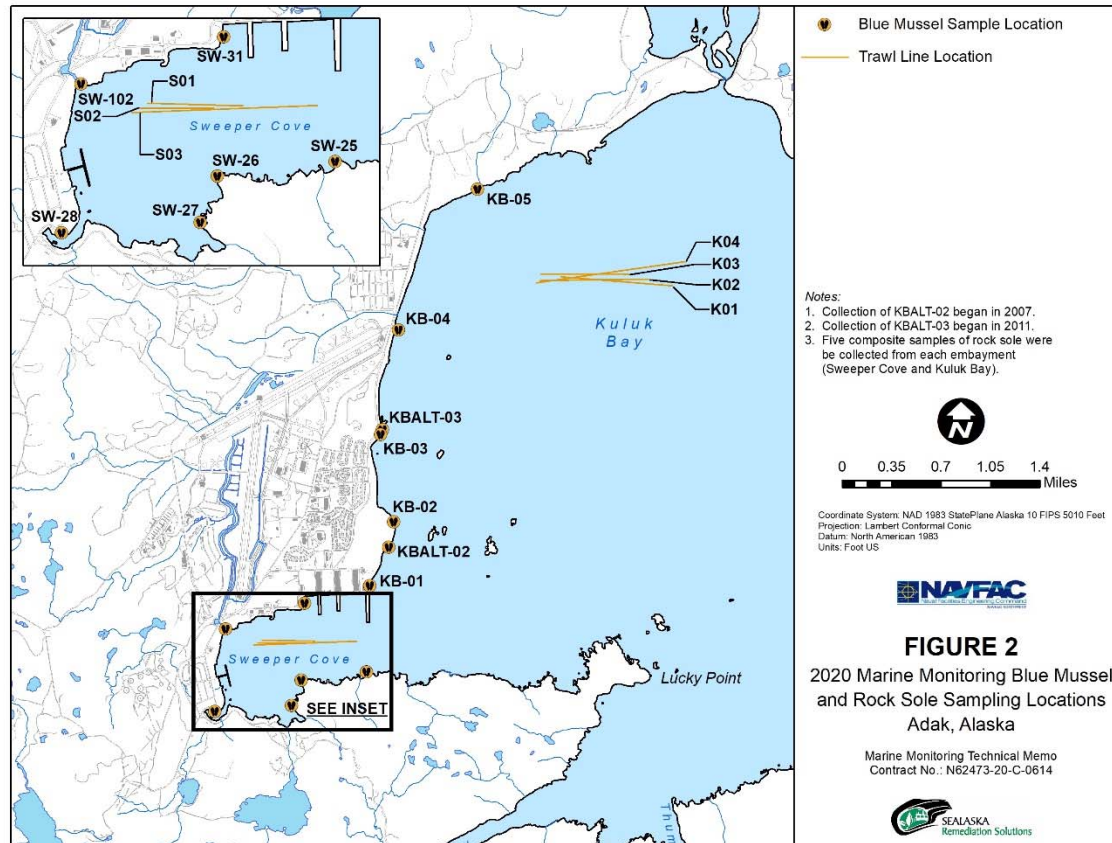 SW-31
SW-102
S01
S02
Sweeper Cove
S03
SW-26
SW-25
SW-27
SW-28
KB-05
K04
K03
K02
K01
Kuluk
Bay
KB-04
KBALT-03
KB-03
KB-02
KBALT-02
KB-01
Sweeper Cove
SEE INSET
Lucky Point
Thum
Blue Mussel Sample Location
Trawl Line Location
Notes:
1. Collection of KBALT-02 began in 2007.
2. Collection of KBALT-03 began in 2011.
3. Five composite samples of rock sole were
be collected from each embayment
(Sweeper Cove and Kuluk Bay).
N
0 0.35 0.7 1.05 1.4
Miles
Coordinate System: NAD 1983 StatePlane Alaska 10 FIPS 5010 Feet
Projection: Lambert Conformal Conic
Datum: North American 1983
Units: Foot US
NAVFAC
Naval Facilities Engineering Command
FIGURE 2
2020 Marine Monitoring Blue Mussel
and Rock Sole Sampling Locations
Adak, Alaska
Marine Monitoring Technical Memo
Contract No.: N62473-20-C-0614
SEALASKA
Remediation Solutions